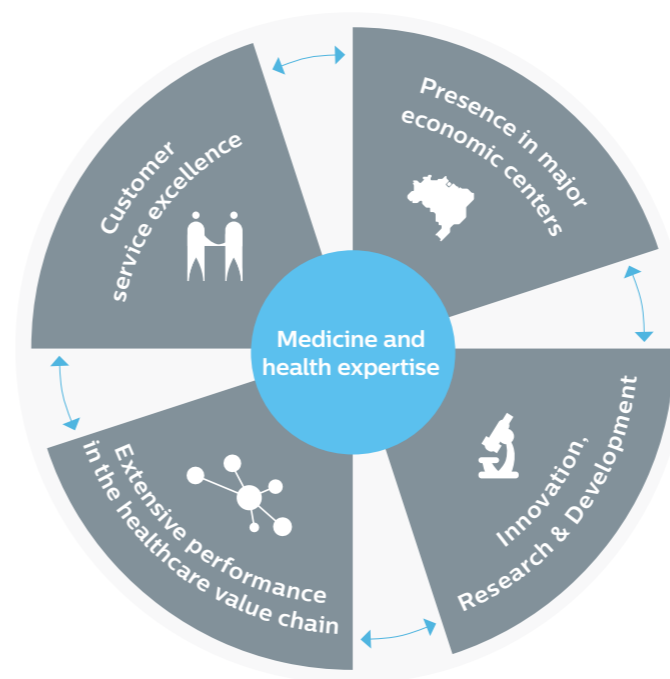 Customer
service excellence
Presence in major
economic centers
Medicine and
health expertise
Extensive performance
in the healthcare value chain
Innovation,
Research & Development